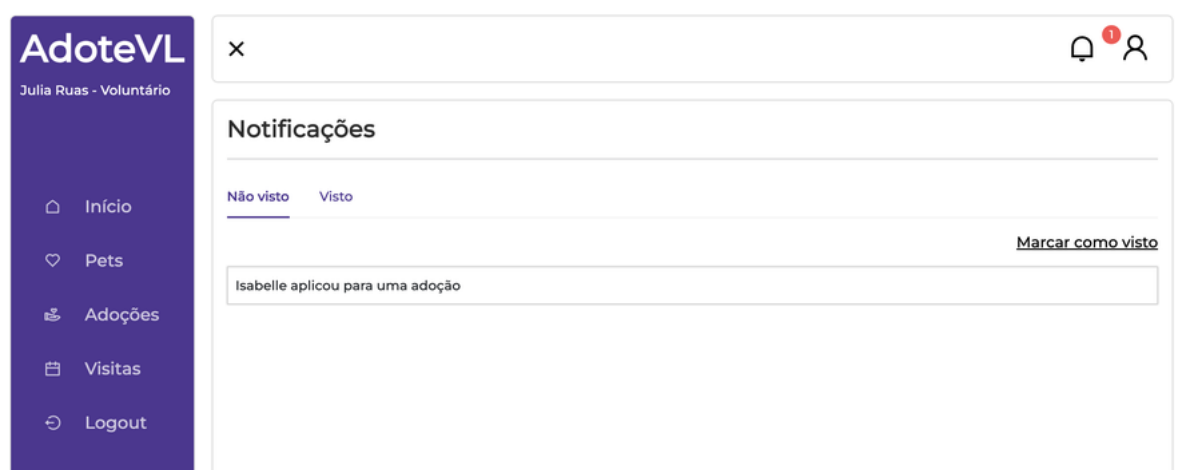 AdoteVL
Julia Ruas - Voluntário
Início
Pets
Adoções
Visitas
Logout
1
Notificações
Não visto Visto
Marcar como visto
Isabelle aplicou para uma adoção